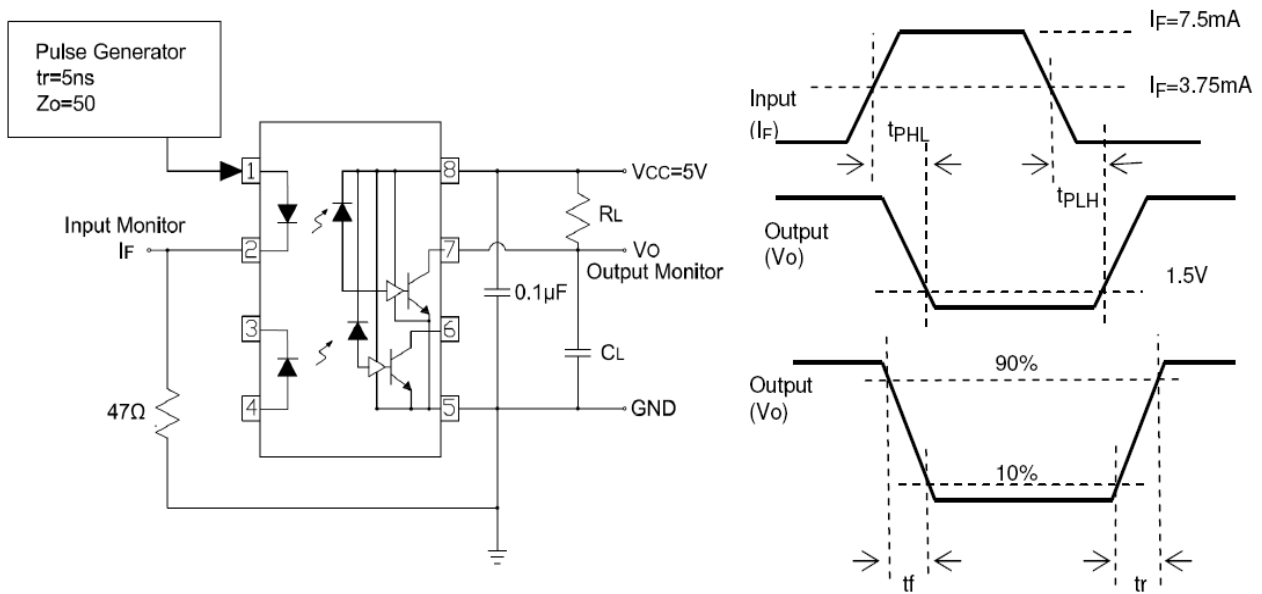 Pulse Generator
tr=5ns
Zo=50
1
2
3
4
8
7
6
5
Input Monitor
IF
47Ω
VCC=5V
RL
VO
Output Monitor
0.1µF
CL
GND
IF=7.5mA
IF=3.75mA
Input
(IF)
tPHL
tPLH
Output
(Vo)
1.5V
Output
(Vo)
90%
10%
tf
tr